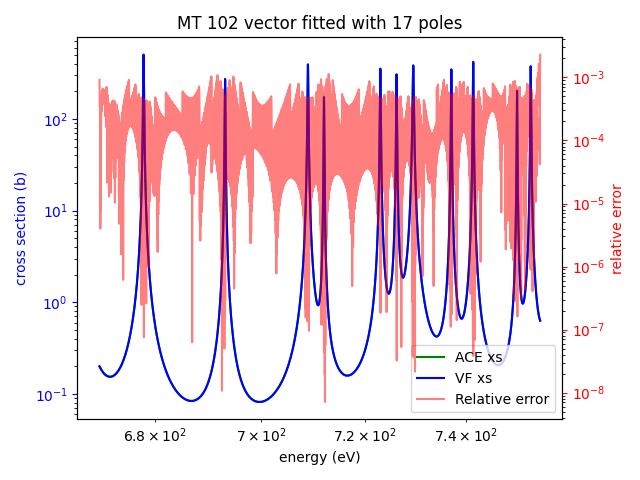 MT 102 vector fitted with 17 poles
cross section (b)
10²
10¹
10⁰
10⁻¹
10⁻³
10⁻⁴
10⁻⁵
10⁻⁶
10⁻⁷
10⁻⁸
relative error
ACE xs
VF xs
Relative error
6.8 × 10² 7 × 10² 7.2 × 10² 7.4 × 10²
energy (eV)